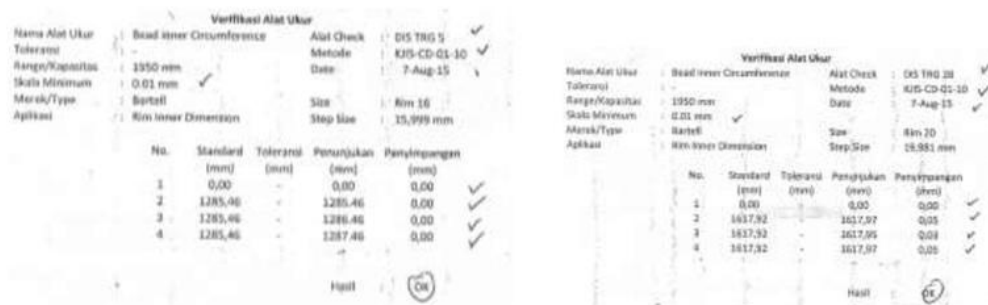 Verifikasi Alat Ukur
Nama Alat Ukur : Bead Inner Circumference Alat Check : DIS TRG 5
Toleransi : - Metode : KJS-CD-01-10
Range/Kapasitas : 1950 mm Date : 7-Aug-15
Skala Minimum : 0.01 mm
Merek/Type : Bartell Size : Rim 16
Aplikasi : Rim Inner Dimension Step Size : 15,999 mm
No. Standard Toleransi Penunjukan Penyimpangan
(mm) (mm) (mm) (mm)
1 0,00 - 0,00 0,00
2 1285,46 - 1285.46 0,00
3 1285,46 - 1286.46 0,00
4 1285,46 - 1287.46 0,00
Hasil : OK
Verifikasi Alat Ukur
Nama Alat Ukur : Bead Inner Circumference Alat Check : DIS TRG
Toleransi : - Metode : KJS-CD-01-10
Range/Kapasitas : 1950 mm Date : 7-Aug-15
Skala Minimum : 0.01 mm
Merek/Type : Bartell Size : Rim 20
Aplikasi : Rim Inner Dimension Step Size : 19,981 mm
No. Standard Toleransi Penunjukan Penyimpangan
(mm) (mm) (mm) (mm)
1 0,00 - 0,00 0,00
2 1617,92 - 1617,97 0,05
3 1617,92 - 1617,95 0,03
4 1617,92 - 1617,97 0,05
Hasil : OK